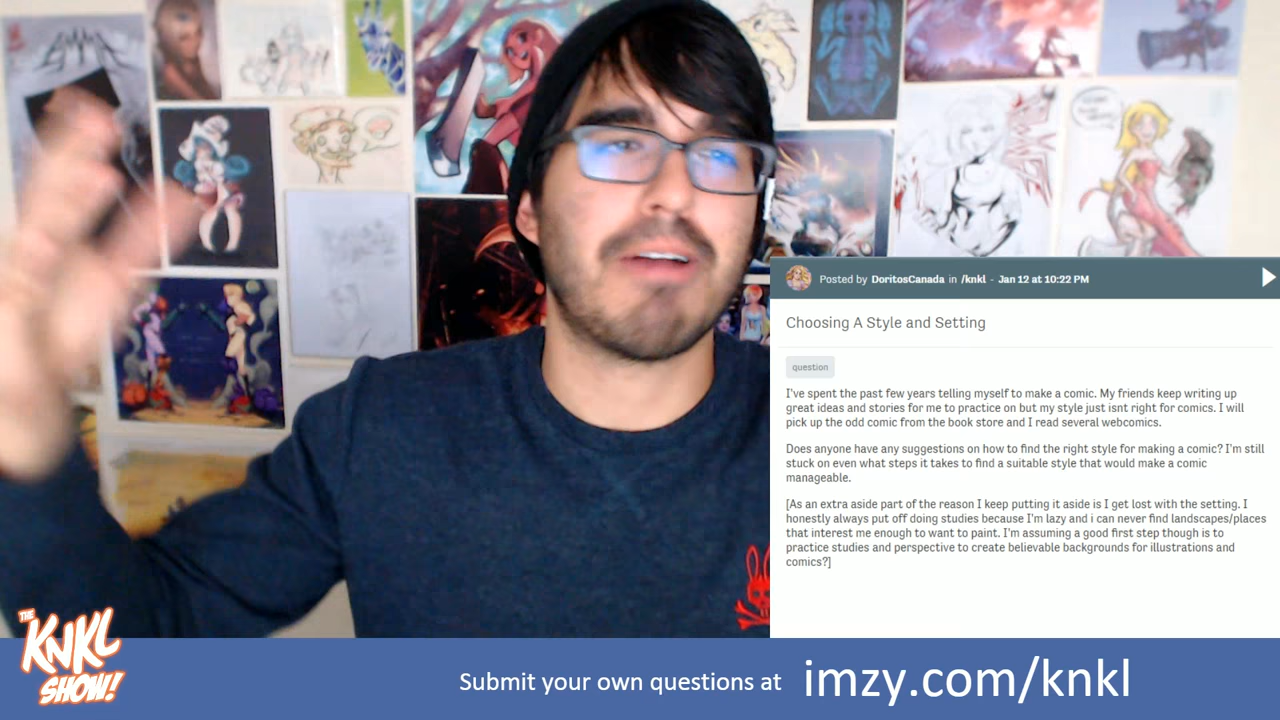 Posted by DoritosCanada in /knkl - Jan 12 at 10:22 PM
Choosing A Style and Setting
question
I've spent the past few years telling myself to make a comic. My friends keep writing up
great ideas and stories for me to practice on but my style just isnt right for comics. I will
pick up the odd comic from the book store and I read several webcomics.
Does anyone have any suggestions on how to find the right style for making a comic? I'm still
stuck on even what steps it takes to find a suitable style that would make a comic
manageable.
[As an extra aside part of the reason I keep putting it aside is I get lost with the setting. I
honestly always put off doing studies because I'm lazy and i can never find landscapes/places
that interest me enough to want to paint. I'm assuming a good first step though is to
practice studies and perspective to create believable backgrounds for illustrations and
comics?]
THE
KNKL
SHOW!
Submit your own questions at imzy.com/knkl